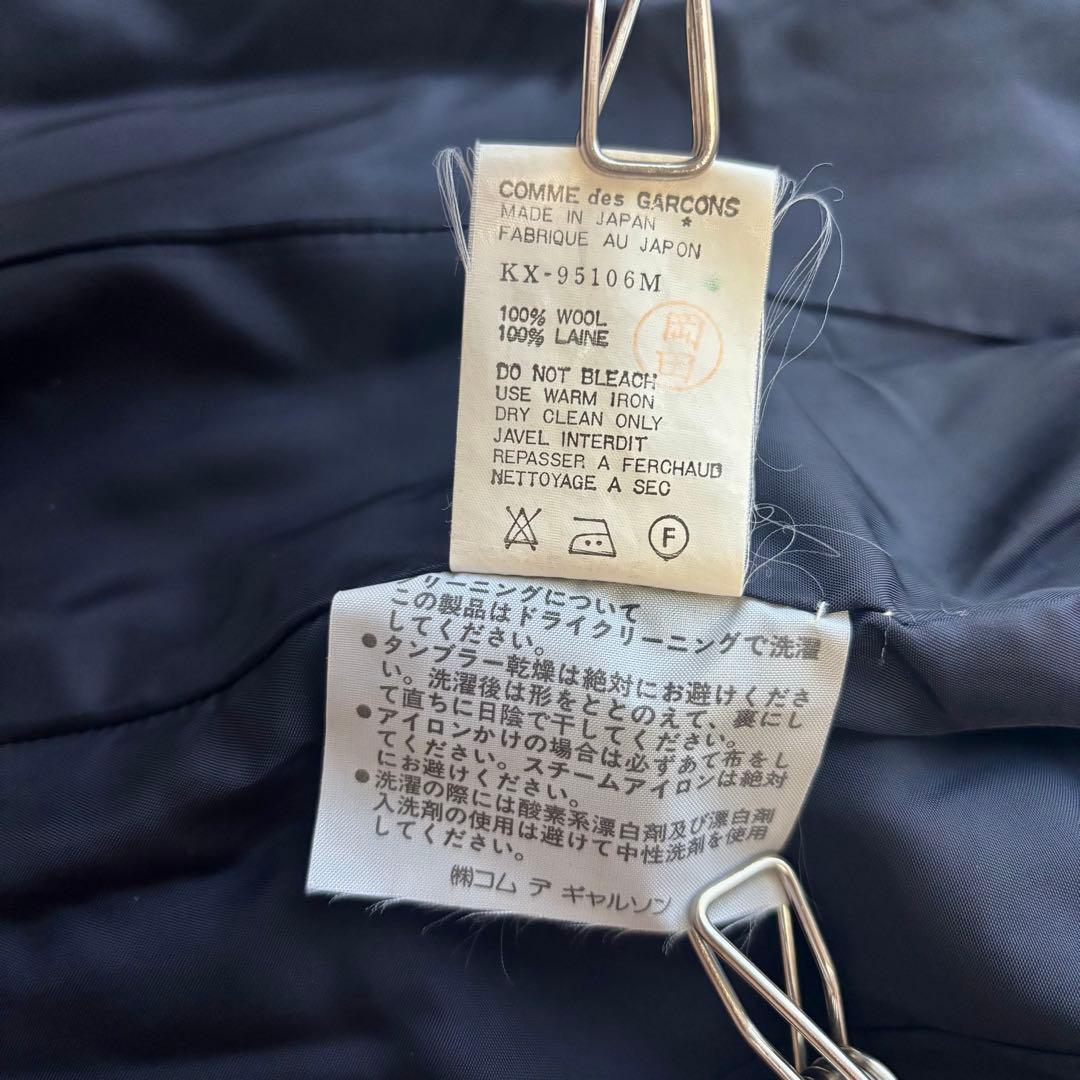 COMME des GARÇONS
MADE IN JAPAN *
FABRIQUE AU JAPON
KX-95106M
100% WOOL
100% LAINE
岡田
DO NOT BLEACH
USE WARM IRON
DRY CLEAN ONLY
JAVEL INTERDIT
REPASSER A FERCHAUD
NETTOYAGE A SEC
F
リーニングについて
この製品はドライクリーニングで洗濯
してください。
●タンブラー乾燥は絶対にお避けくださ
い。洗濯後は形をととのえて、裏にし
て直ちに日陰で干してください。
●アイロンかけの場合は必ずあて布をし
てください。スチームアイロンは絶対
にお避けください。
●洗濯の際には酸素系漂白剤及び漂白剤
入洗剤の使用は避けて中性洗剤を使用
してください。
㈱コム デ ギャルソン